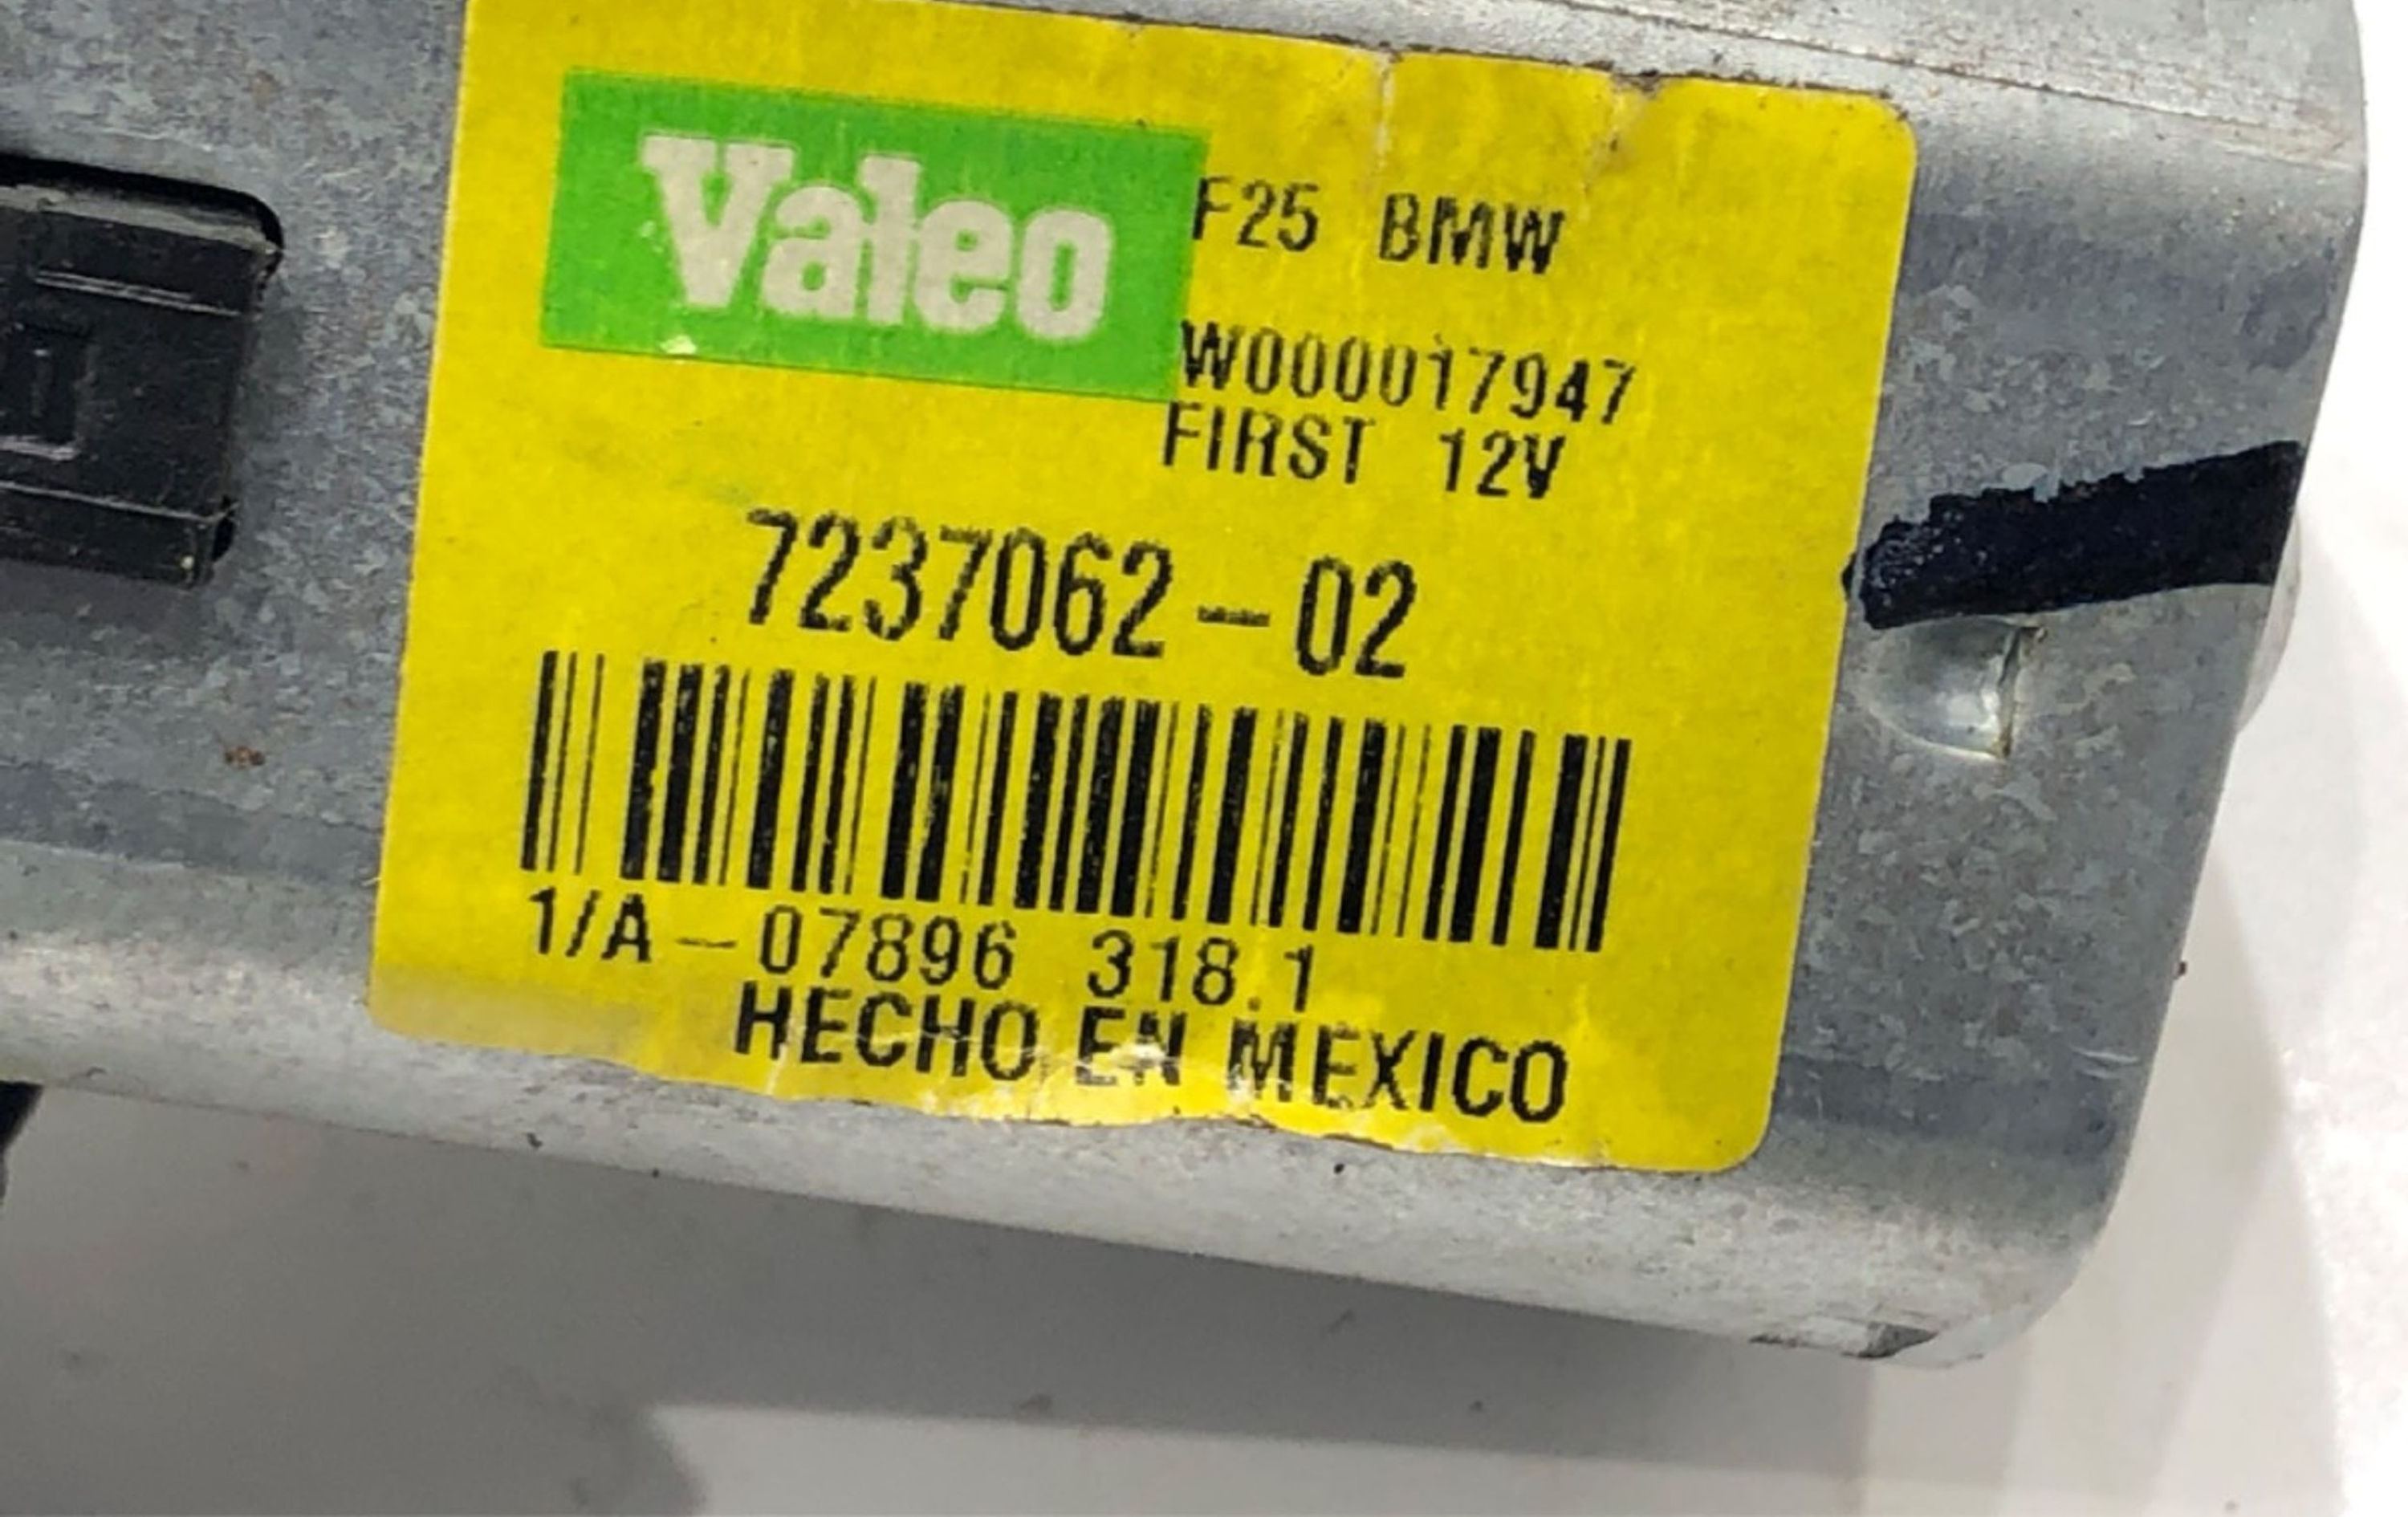 Valeo
F25 BMW
W000017947
FIRST 12V
7237062-02
1/A-07896 318.1
HECHO EN MEXICO